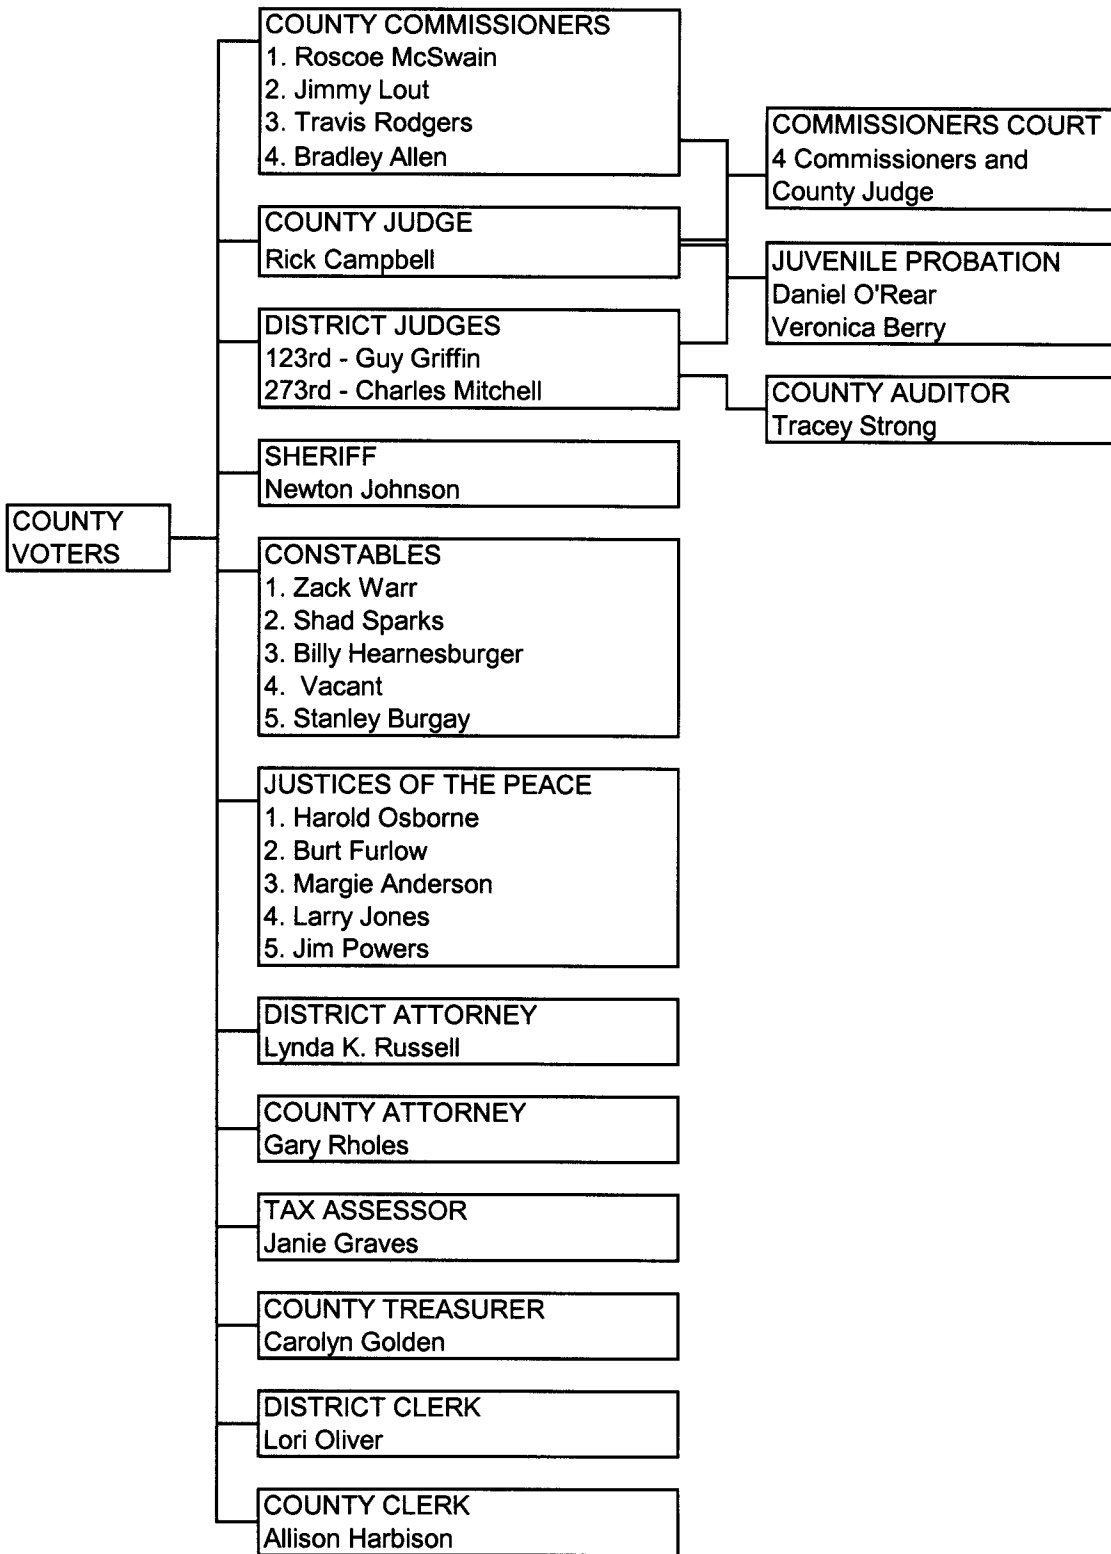 COUNTY COMMISSIONERS
1. Roscoe McSwain
2. Jimmy Lout
3. Travis Rodgers
4. Bradley Allen
COMMISSIONERS COURT
4 Commissioners and
County Judge
COUNTY JUDGE
Rick Campbell
JUVENILE PROBATION
Daniel O'Rear
Veronica Berry
DISTRICT JUDGES
123rd - Guy Griffin
273rd - Charles Mitchell
COUNTY AUDITOR
Tracey Strong
SHERIFF
Newton Johnson
COUNTY
VOTERS
CONSTABLES
1. Zack Warr
2. Shad Sparks
3. Billy Hearnesburger
4. Vacant
5. Stanley Burgay
JUSTICES OF THE PEACE
1. Harold Osborne
2. Burt Furlow
3. Margie Anderson
4. Larry Jones
5. Jim Powers
DISTRICT ATTORNEY
Lynda K. Russell
COUNTY ATTORNEY
Gary Rholes
TAX ASSESSOR
Janie Graves
COUNTY TREASURER
Carolyn Golden
DISTRICT CLERK
Lori Oliver
COUNTY CLERK
Allison Harbison